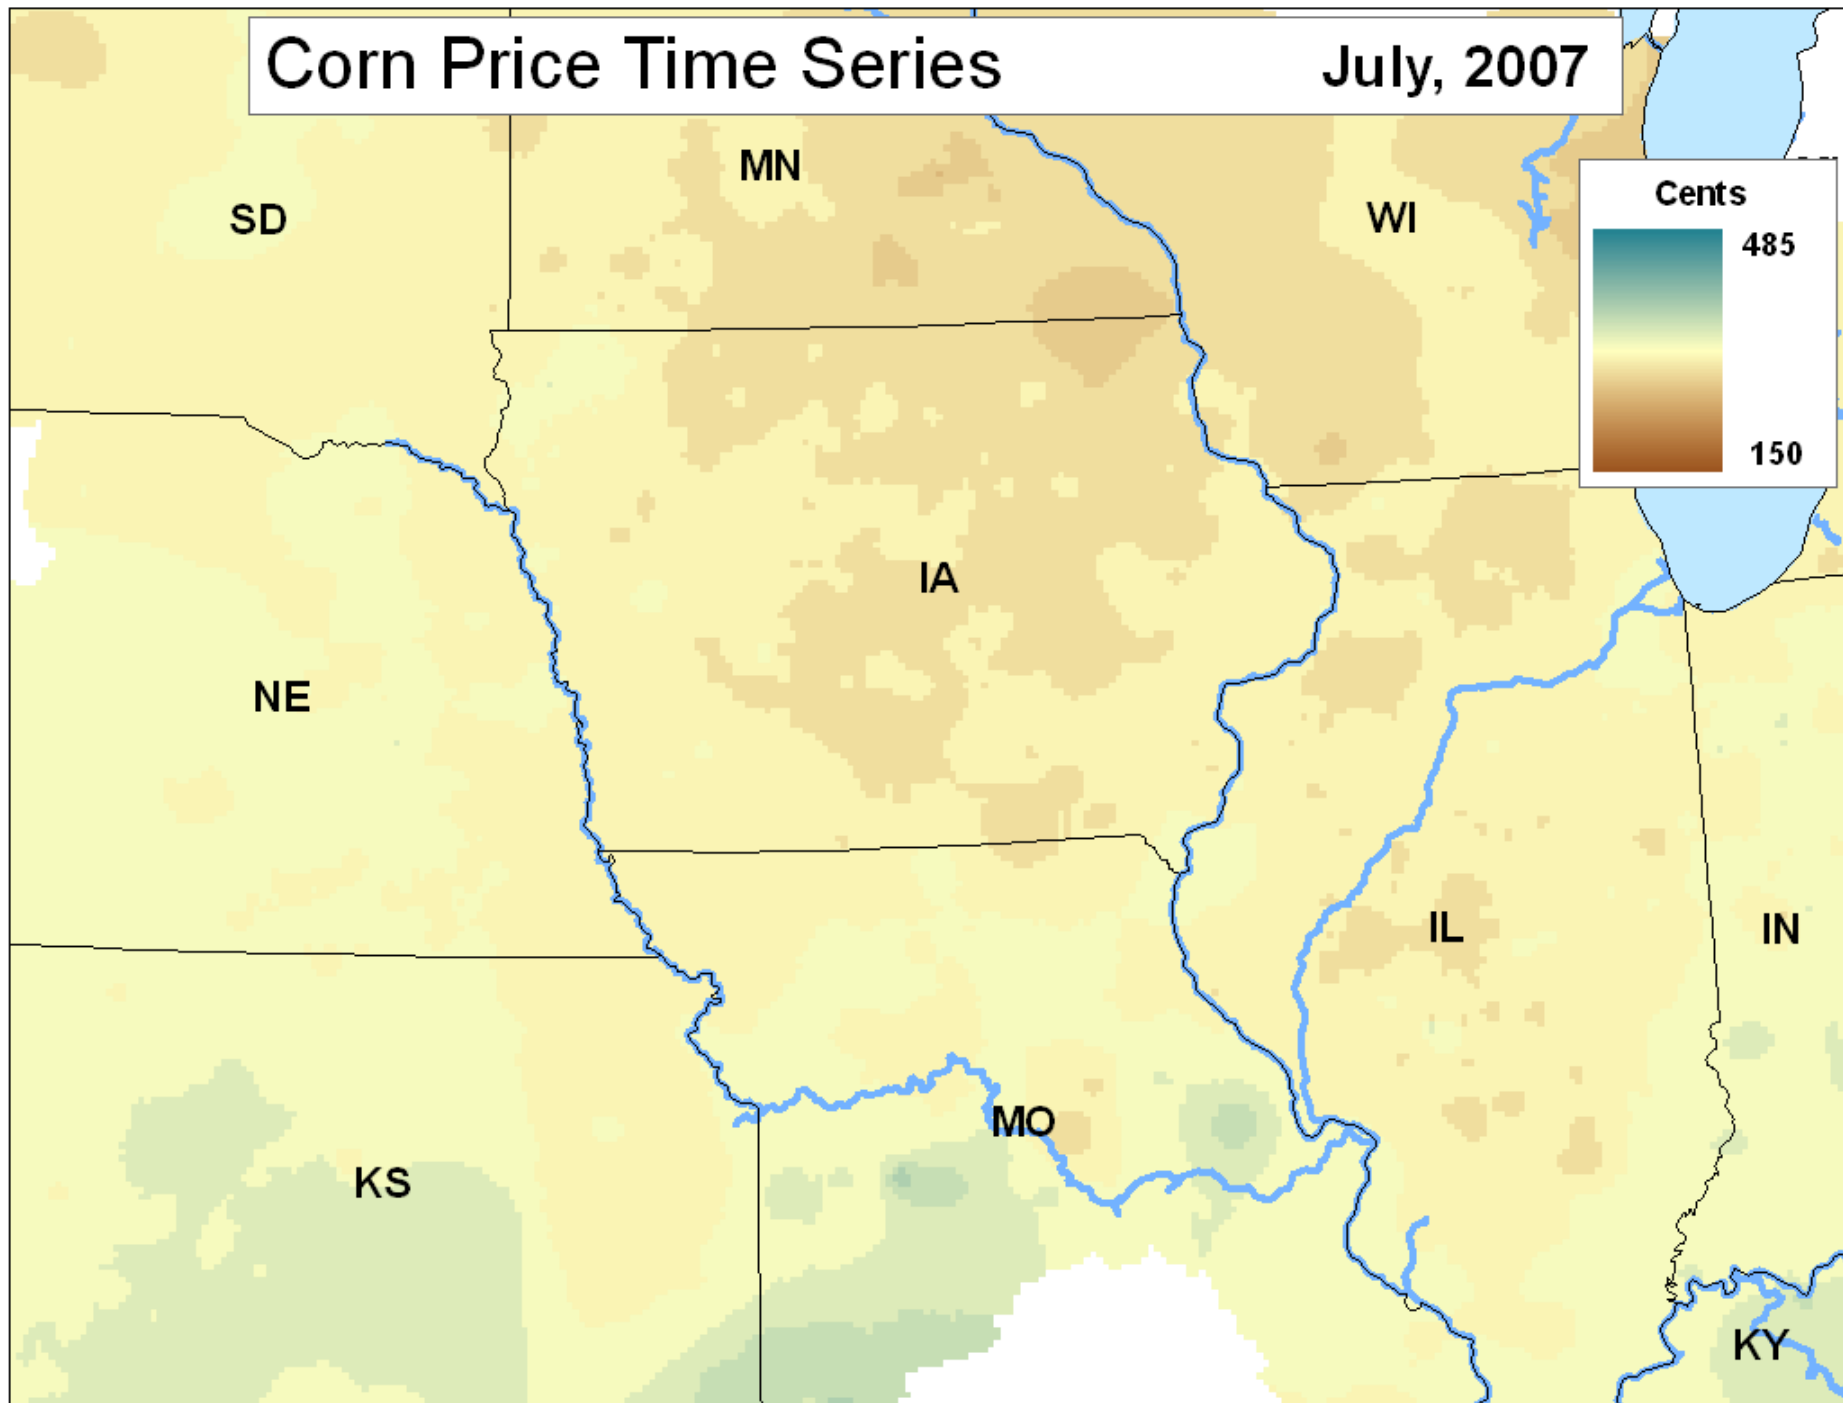 Corn Price Time Series July, 2007
MN
SD
WI
Cents
485
150
IA
NE
IL
IN
MO
KS
KY